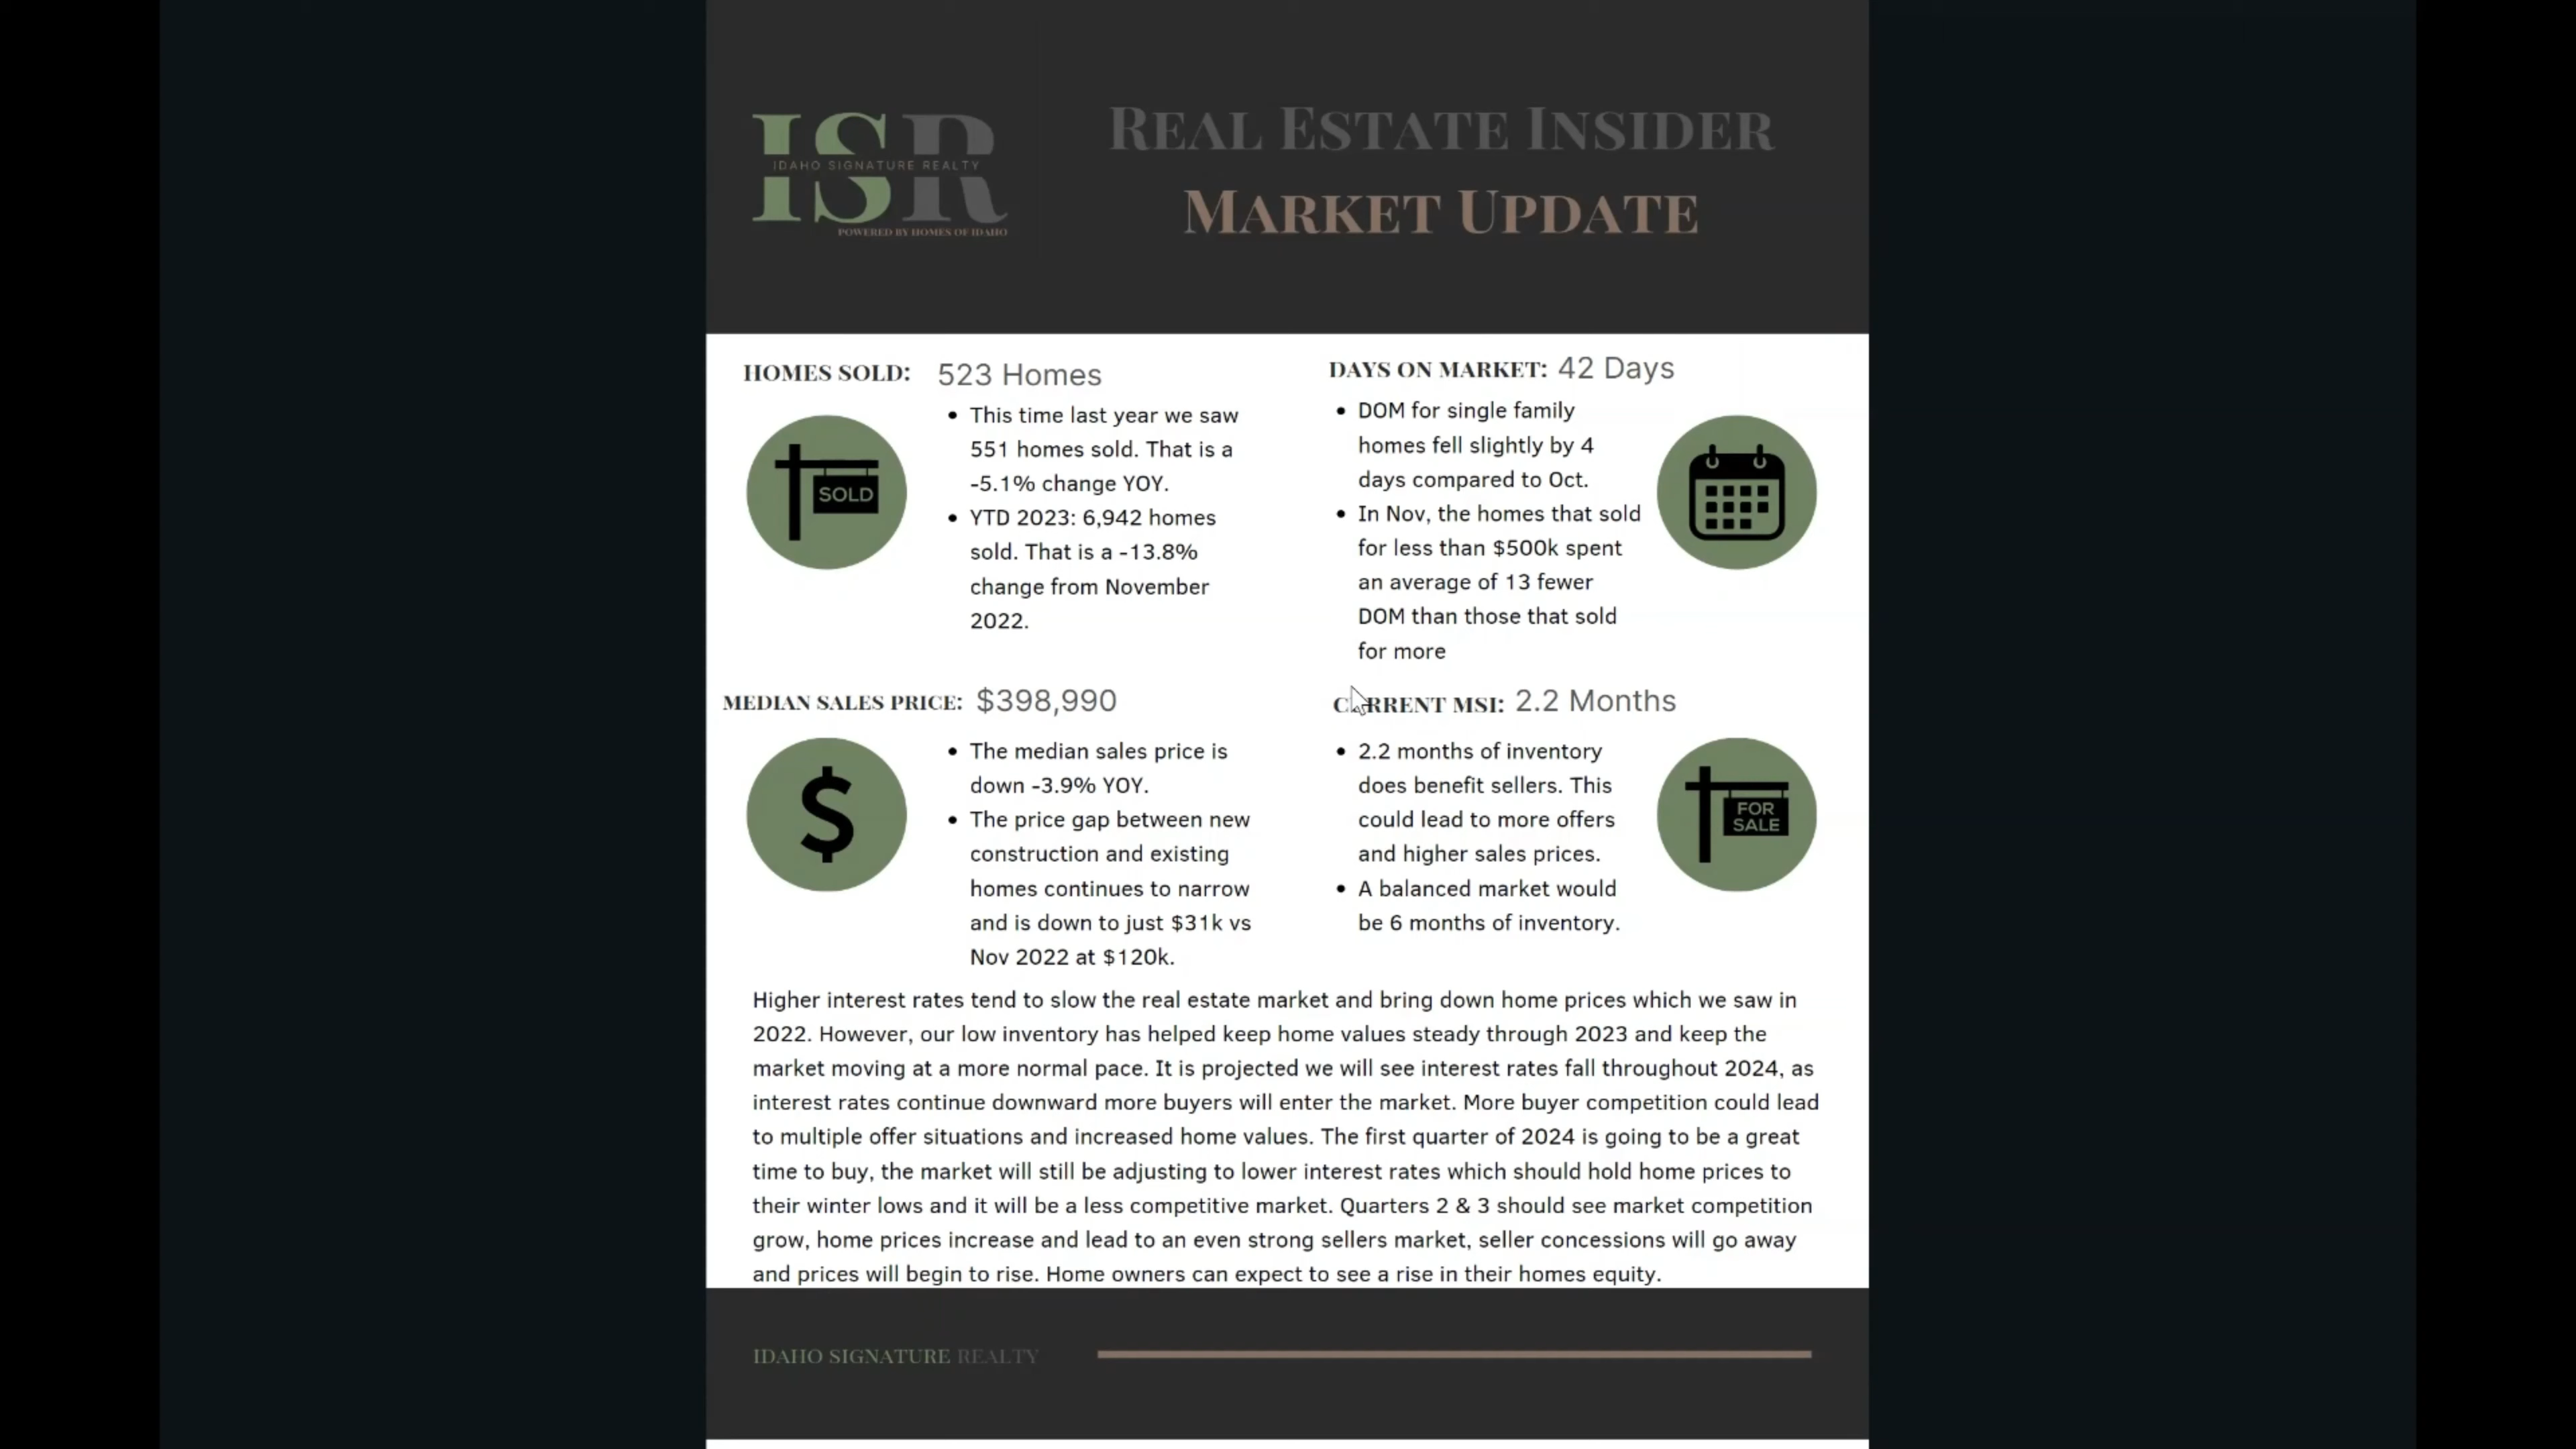 ISR
IDAHO SIGNATURE REALTY
POWERED BY HOMES OF IDAHO
REAL ESTATE INSIDER
MARKET UPDATE
HOMES SOLD: 523 Homes
SOLD
• This time last year we saw
551 homes sold. That is a
-5.1% change YOY.
• YTD 2023: 6,942 homes
sold. That is a -13.8%
change from November
2022.
DAYS ON MARKET: 42 Days
• DOM for single family
homes fell slightly by 4
days compared to Oct.
• In Nov, the homes that sold
for less than $500k spent
an average of 13 fewer
DOM than those that sold
for more
MEDIAN SALES PRICE: $398,990
$
• The median sales price is
down -3.9% YOY.
• The price gap between new
construction and existing
homes continues to narrow
and is down to just $31k vs
Nov 2022 at $120k.
CURRENT MSI: 2.2 Months
• 2.2 months of inventory
does benefit sellers. This
could lead to more offers
and higher sales prices.
• A balanced market would
be 6 months of inventory.
FOR
SALE
Higher interest rates tend to slow the real estate market and bring down home prices which we saw in
2022. However, our low inventory has helped keep home values steady through 2023 and keep the
market moving at a more normal pace. It is projected we will see interest rates fall throughout 2024, as
interest rates continue downward more buyers will enter the market. More buyer competition could lead
to multiple offer situations and increased home values. The first quarter of 2024 is going to be a great
time to buy, the market will still be adjusting to lower interest rates which should hold home prices to
their winter lows and it will be a less competitive market. Quarters 2 & 3 should see market competition
grow, home prices increase and lead to an even strong sellers market, seller concessions will go away
and prices will begin to rise. Home owners can expect to see a rise in their homes equity.
IDAHO SIGNATURE REALTY